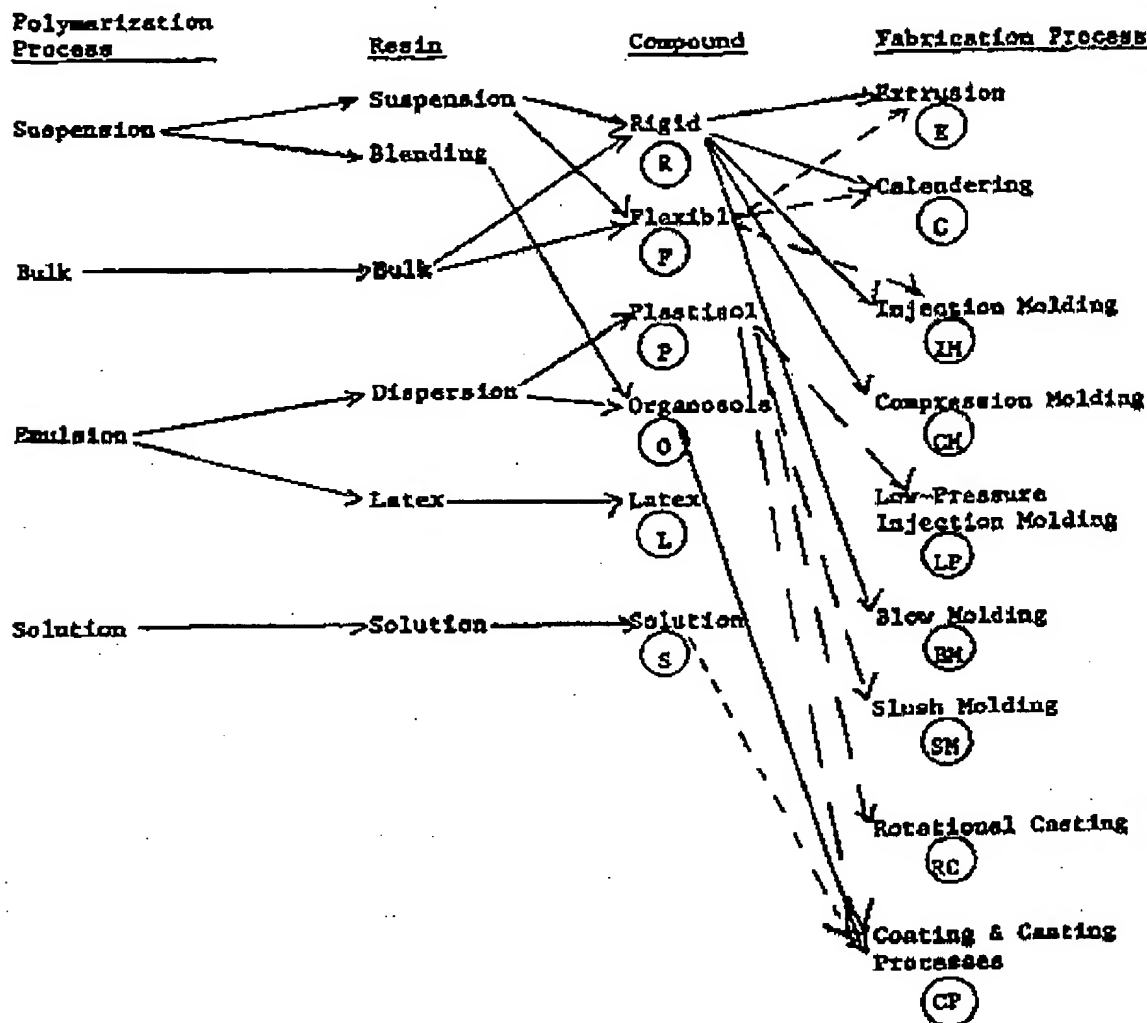 Polymerization
Process
Resin
Compound
Fabrication Process
Suspension
Suspension
Rigid
R
Extrusion
E
Blending
Flexible
F
Calendering
C
Bulk
Bulk
Plastisol
P
Injection Molding
IM
Emulsion
Dispersion
Organosols
O
Compression Molding
CM
Latex
Latex
L
Low-Pressure
Injection Molding
LP
Solution
Solution
Solution
S
Blow Molding
BM
Slush Molding
SM
Rotational Casting
RC
Coating & Casting
Processes
CP